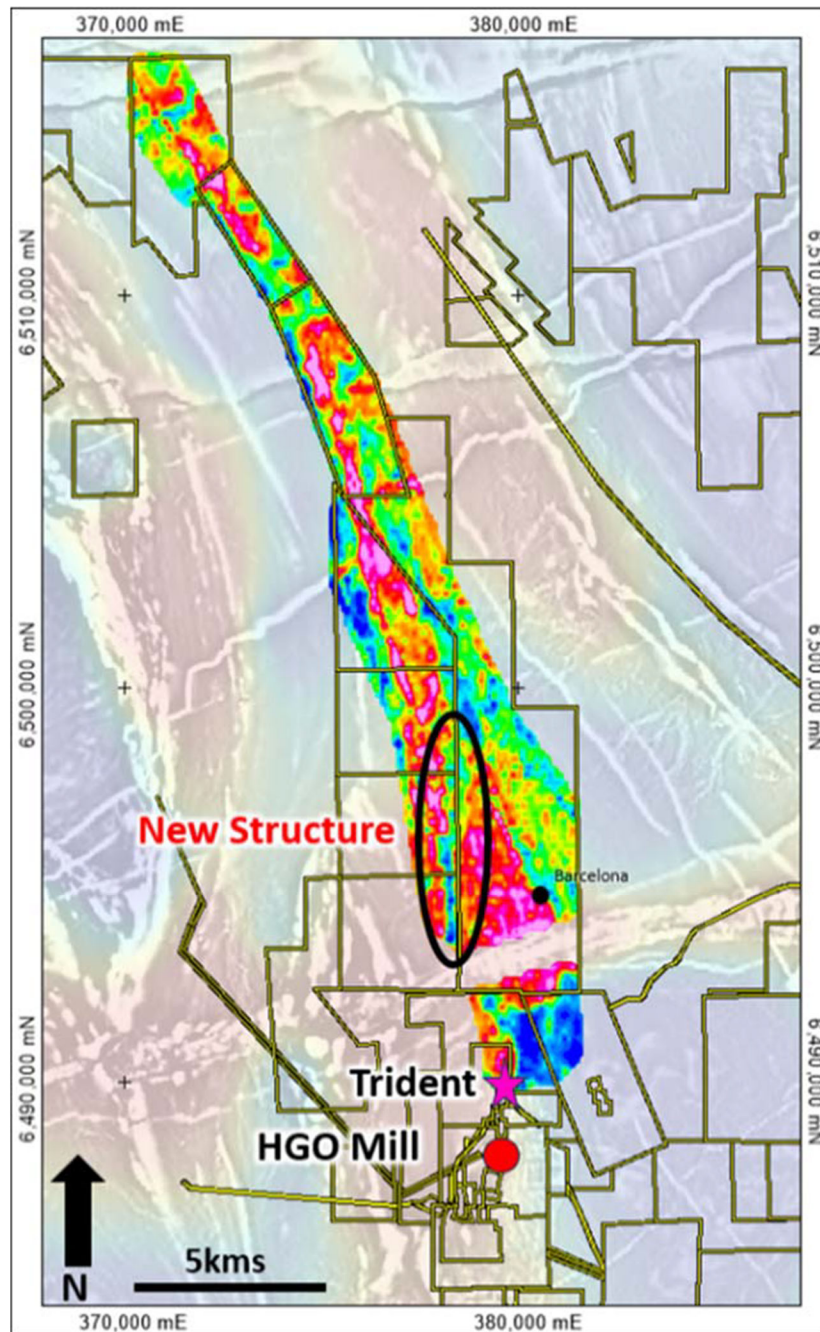 370,000 mE
380,000 mE
6,510,000 mN
6,510,000 mN
6,500,000 mN
6,500,000 mN
New Structure
Barcelona
6,490,000 mN
6,490,000 mN
Trident
HGO Mill
5kms
N
370,000 mE
380,000 mE